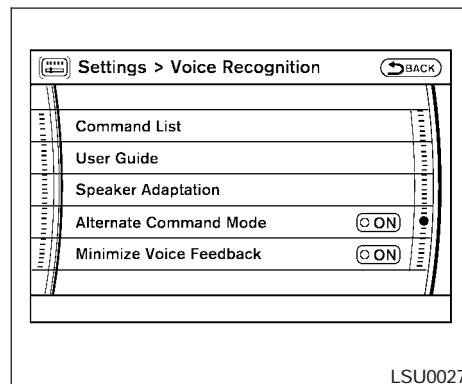 Settings > Voice Recognition BACK
Command List
User Guide
Speaker Adaptation
Alternate Command Mode ON
Minimize Voice Feedback ON
LSU0027